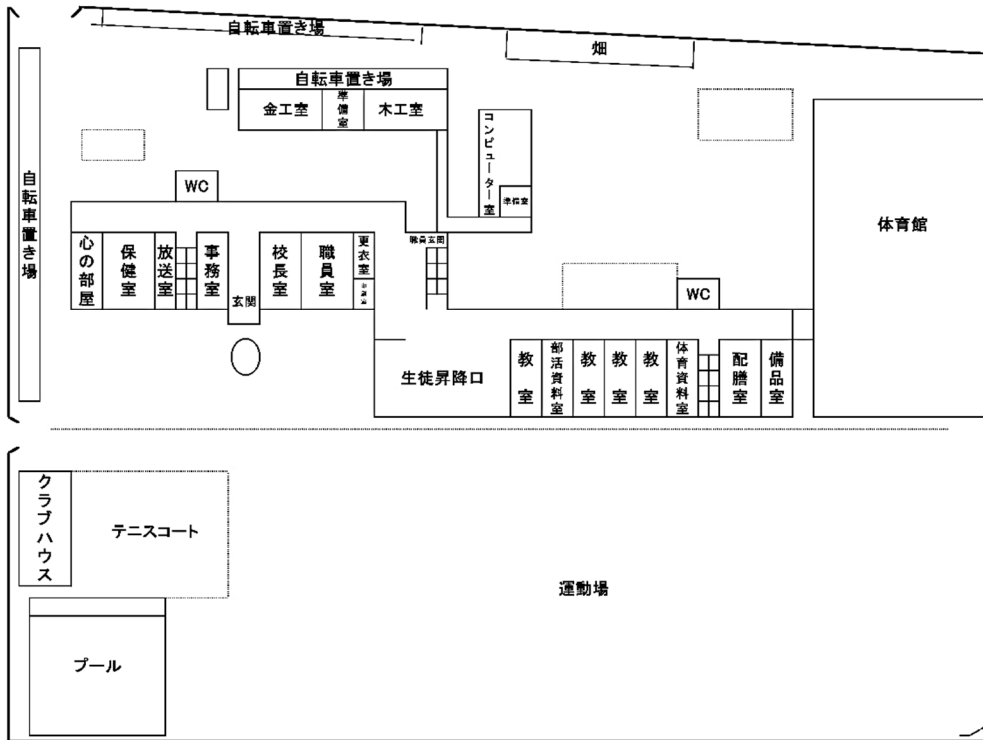 自転車置き場
畑
自転車置き場
金工室
準備室
木工室
コンピューター室
準備室
自転車置き場
WC
体育館
心の部屋
保健室
放送室
事務室
玄関
校長室
職員室
更衣室
職員玄関
WC
生徒昇降口
教室
部活資料室
教室
教室
教室
体育資料室
配膳室
備品室
クラブハウス
テニスコート
運動場
プール